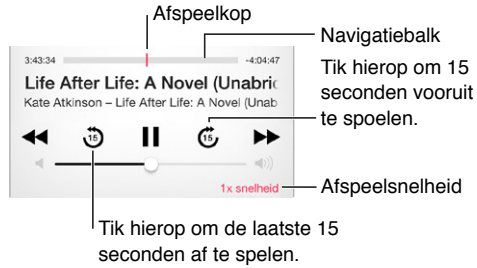 Afspeelkop
Navigatiebalk
3:43:34
-4:04:47
Life After Life: A Novel (Unabri
Kate Atkinson – Life After Life: A Novel (Unab
Tik hierop om 15
seconden vooruit
te spoelen.
15
15
1x snelheid
Afspeelsnelheid
Tik hierop om de laatste 15
seconden af te spelen.